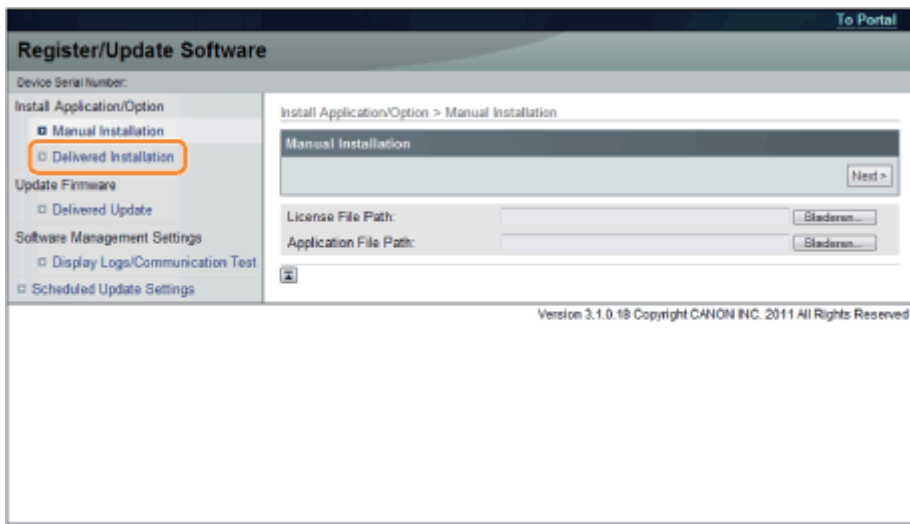 To Portal
Register/Update Software
Device Serial Number:
Install Application/Option
Manual Installation
Delivered Installation
Update Firmware
Delivered Update
Software Management Settings
Display Logs/Communication Test
Scheduled Update Settings
Install Application/Option > Manual Installation
Manual Installation
Next >
License File Path: Bladeren...
Application File Path: Bladeren...
Version 3.1.0.18 Copyright CANON INC. 2011 All Rights Reserved